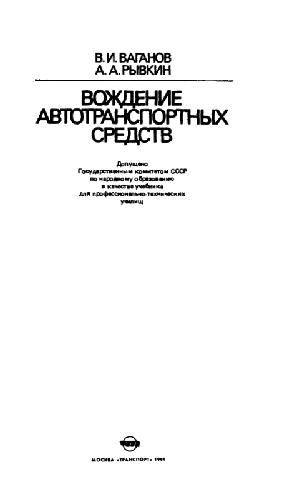 В. И. ВАГАНОВ
А. А. РЫВКИН
ВОЖДЕНИЕ
АВТОТРАНСПОРТНЫХ
СРЕДСТВ
Допущено
Государственным комитетом СССР
по народному образованию
в качестве учебника
для профессионально-технических
училищ
МОСКВА «ТРАНСПОРТ»